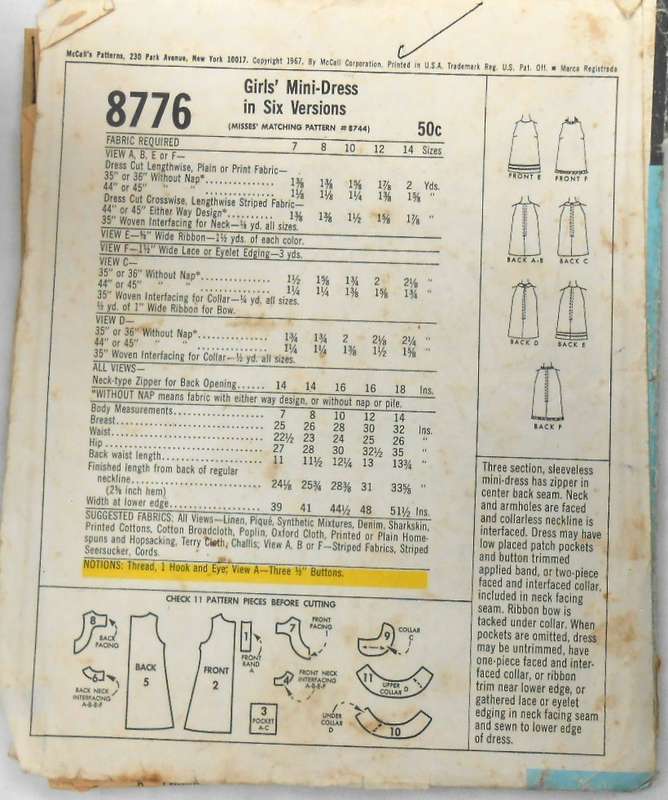 McCall's Patterns, 230 Park Avenue, New York 10017. Copyright 1967, By McCall Corporation, Printed in U.S.A. Trademark Reg. U.S. Pat. Off. ■ Marca Registrada
8776
Girls' Mini-Dress
in Six Versions
(MISSES' MATCHING PATTERN #8744)
50c
FABRIC REQUIRED 7 8 10 12 14 Sizes
VIEW A, B, E or F—
Dress Cut Lengthwise, Plain or Print Fabric—
35" or 36" Without Nap* 1⅜ 1⅜ 1⅝ 1⅞ 2 Yds.
44" or 45" " " 1⅛ 1⅛ 1¼ 1⅜ 1⅝ "
Dress Cut Crosswise, Lengthwise Striped Fabric—
44" or 45" Either Way Design* 1⅜ 1⅜ 1½ 1⅝ 1⅞ "
35" Woven Interfacing for Neck—⅛ yd. all sizes.
VIEW E—⅝" Wide Ribbon—1½ yds. of each color.
VIEW F—1½" Wide Lace or Eyelet Edging—3 yds.
VIEW C—
35" or 36" Without Nap* 1½ 1⅝ 1¾ 2 2⅛ "
44" or 45" " " 1¼ 1¼ 1⅜ 1⅝ 1¾ "
35" Woven Interfacing for Collar—¼ yd. all sizes.
yd. of 1" Wide Ribbon for Bow.
VIEW D—
35" or 36" Without Nap* 1¾ 1¾ 2 2⅛ 2¼ "
44" or 45" " " 1¼ 1¼ 1⅜ 1½ 1⅝ "
35" Woven Interfacing for Collar—½ yd. all sizes.
ALL VIEWS—
Neck-type Zipper for Back Opening 14 14 16 16 18 Ins.
*WITHOUT NAP means fabric with either way design, or without nap or pile.
Body Measurements 7 8 10 12 14
Breast 25 26 28 30 32 Ins.
Waist 22½ 23 24 25 26 "
Hip 27 28 30 32½ 35 "
Back waist length 11 11½ 12¼ 13 13¾ "
Finished length from back of regular
neckline 24⅛ 25¾ 28⅜ 31 33⅝ "
(2⅝ inch hem)
Width at lower edge 39 41 44½ 48 51½ Ins.
SUGGESTED FABRICS: All Views—Linen, Piqué, Synthetic Mixtures, Denim, Sharkskin,
Printed Cottons, Cotton Broadcloth, Poplin, Oxford Cloth, Printed or Plain Home-
spuns and Hopsacking, Terry Cloth, Challis; View A, B or F—Striped Fabrics, Striped
Seersucker, Cords.
NOTIONS: Thread, 1 Hook and Eye; View A—Three ½" Buttons.
CHECK 11 PATTERN PIECES BEFORE CUTTING
8
BACK
FACING
6
BACK NECK
INTERFACING
A-B-E-F
BACK
5
FRONT
2
1
FRONT
BAND
A
7
FRONT
FACING
4
FRONT NECK
INTERFACING
A-B-E-F
3
POCKET
A-C
9
COLLAR
C
11
UPPER
COLLAR D
UNDER
COLLAR
D
10
FRONT E
FRONT F
BACK A-B
BACK C
BACK D
BACK E
BACK F
Three section, sleeveless
mini-dress has zipper in
center back seam. Neck
and armholes are faced
and collarless neckline is
interfaced. Dress may have
low placed patch pockets
and button trimmed
applied band, or two-piece
faced and interfaced collar,
included in neck facing
seam. Ribbon bow is
tacked under collar. When
pockets are omitted, dress
may be untrimmed, have
one-piece faced and inter-
faced collar, or ribbon
trim near lower edge, or
gathered lace or eyelet
edging in neck facing seam
and sewn to lower edge
of dress.